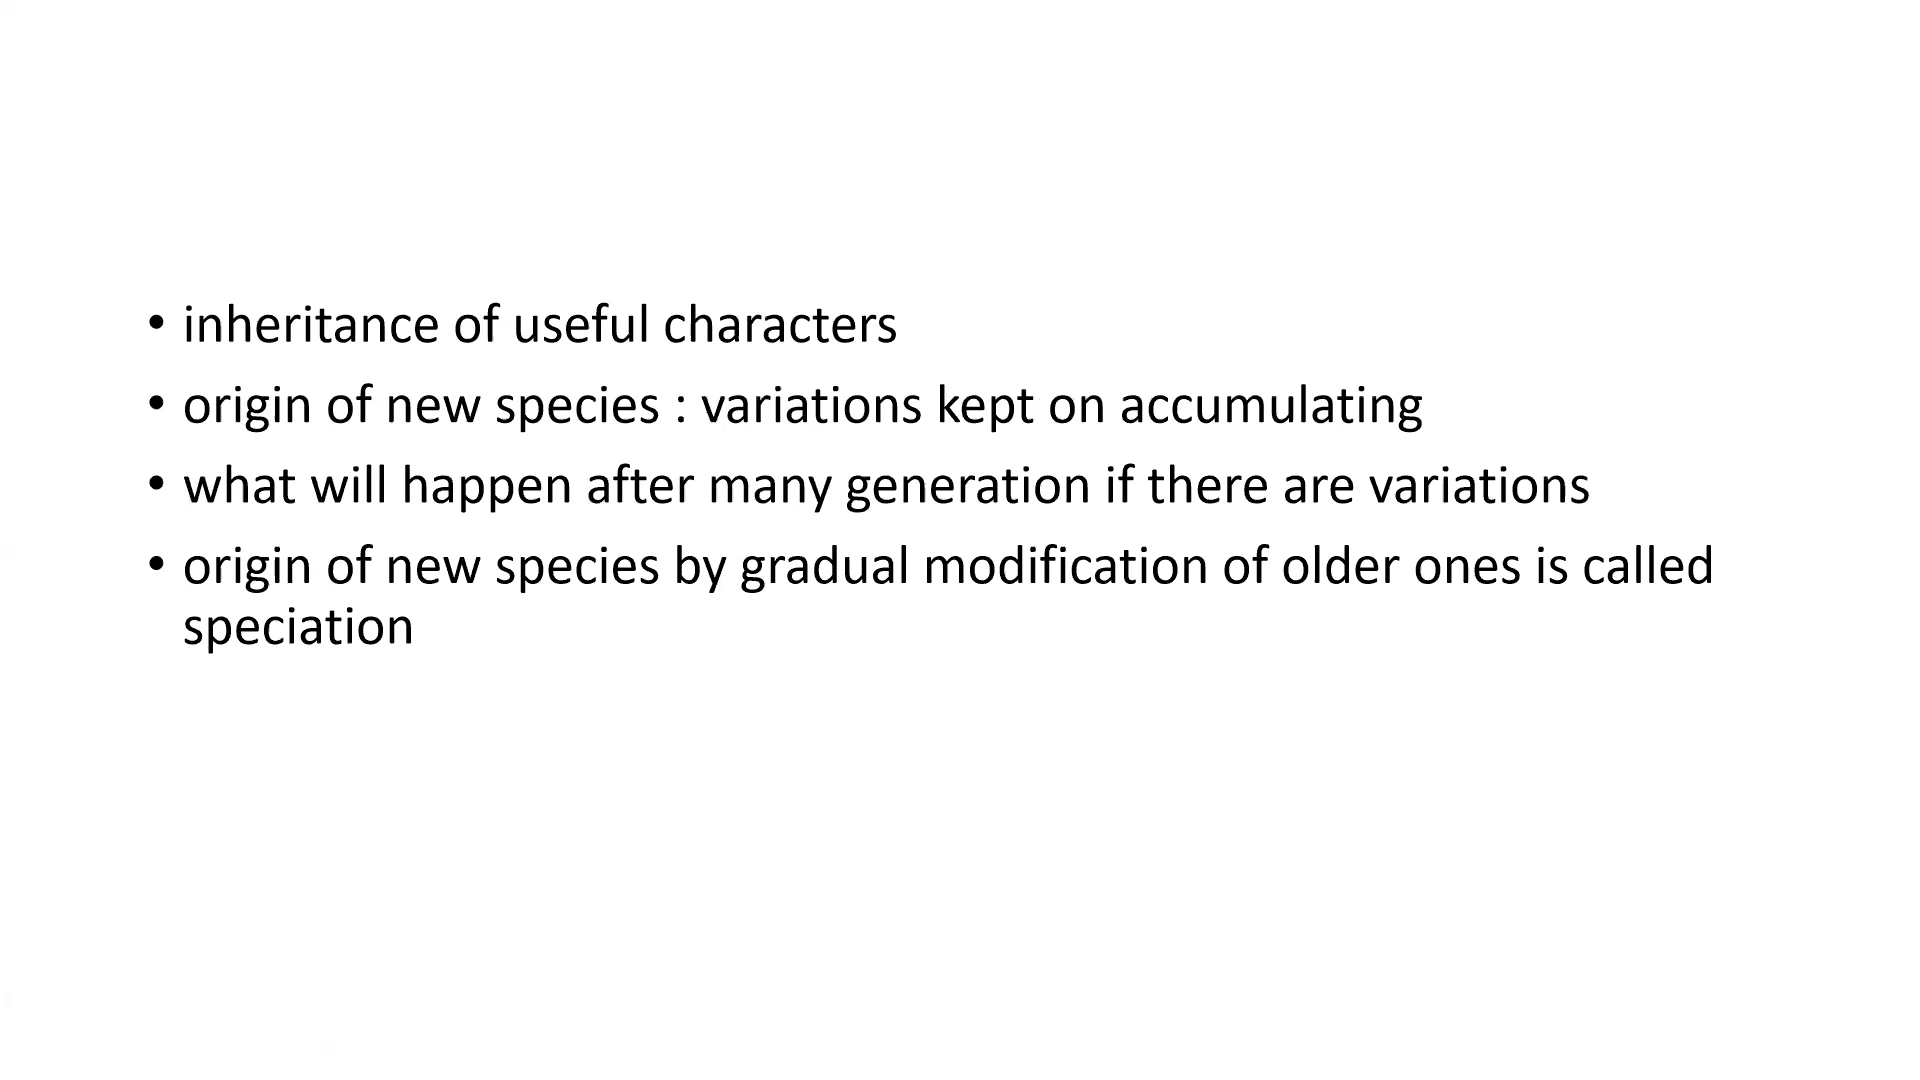 • inheritance of useful characters
• origin of new species : variations kept on accumulating
• what will happen after many generation if there are variations
• origin of new species by gradual modification of older ones is called
speciation